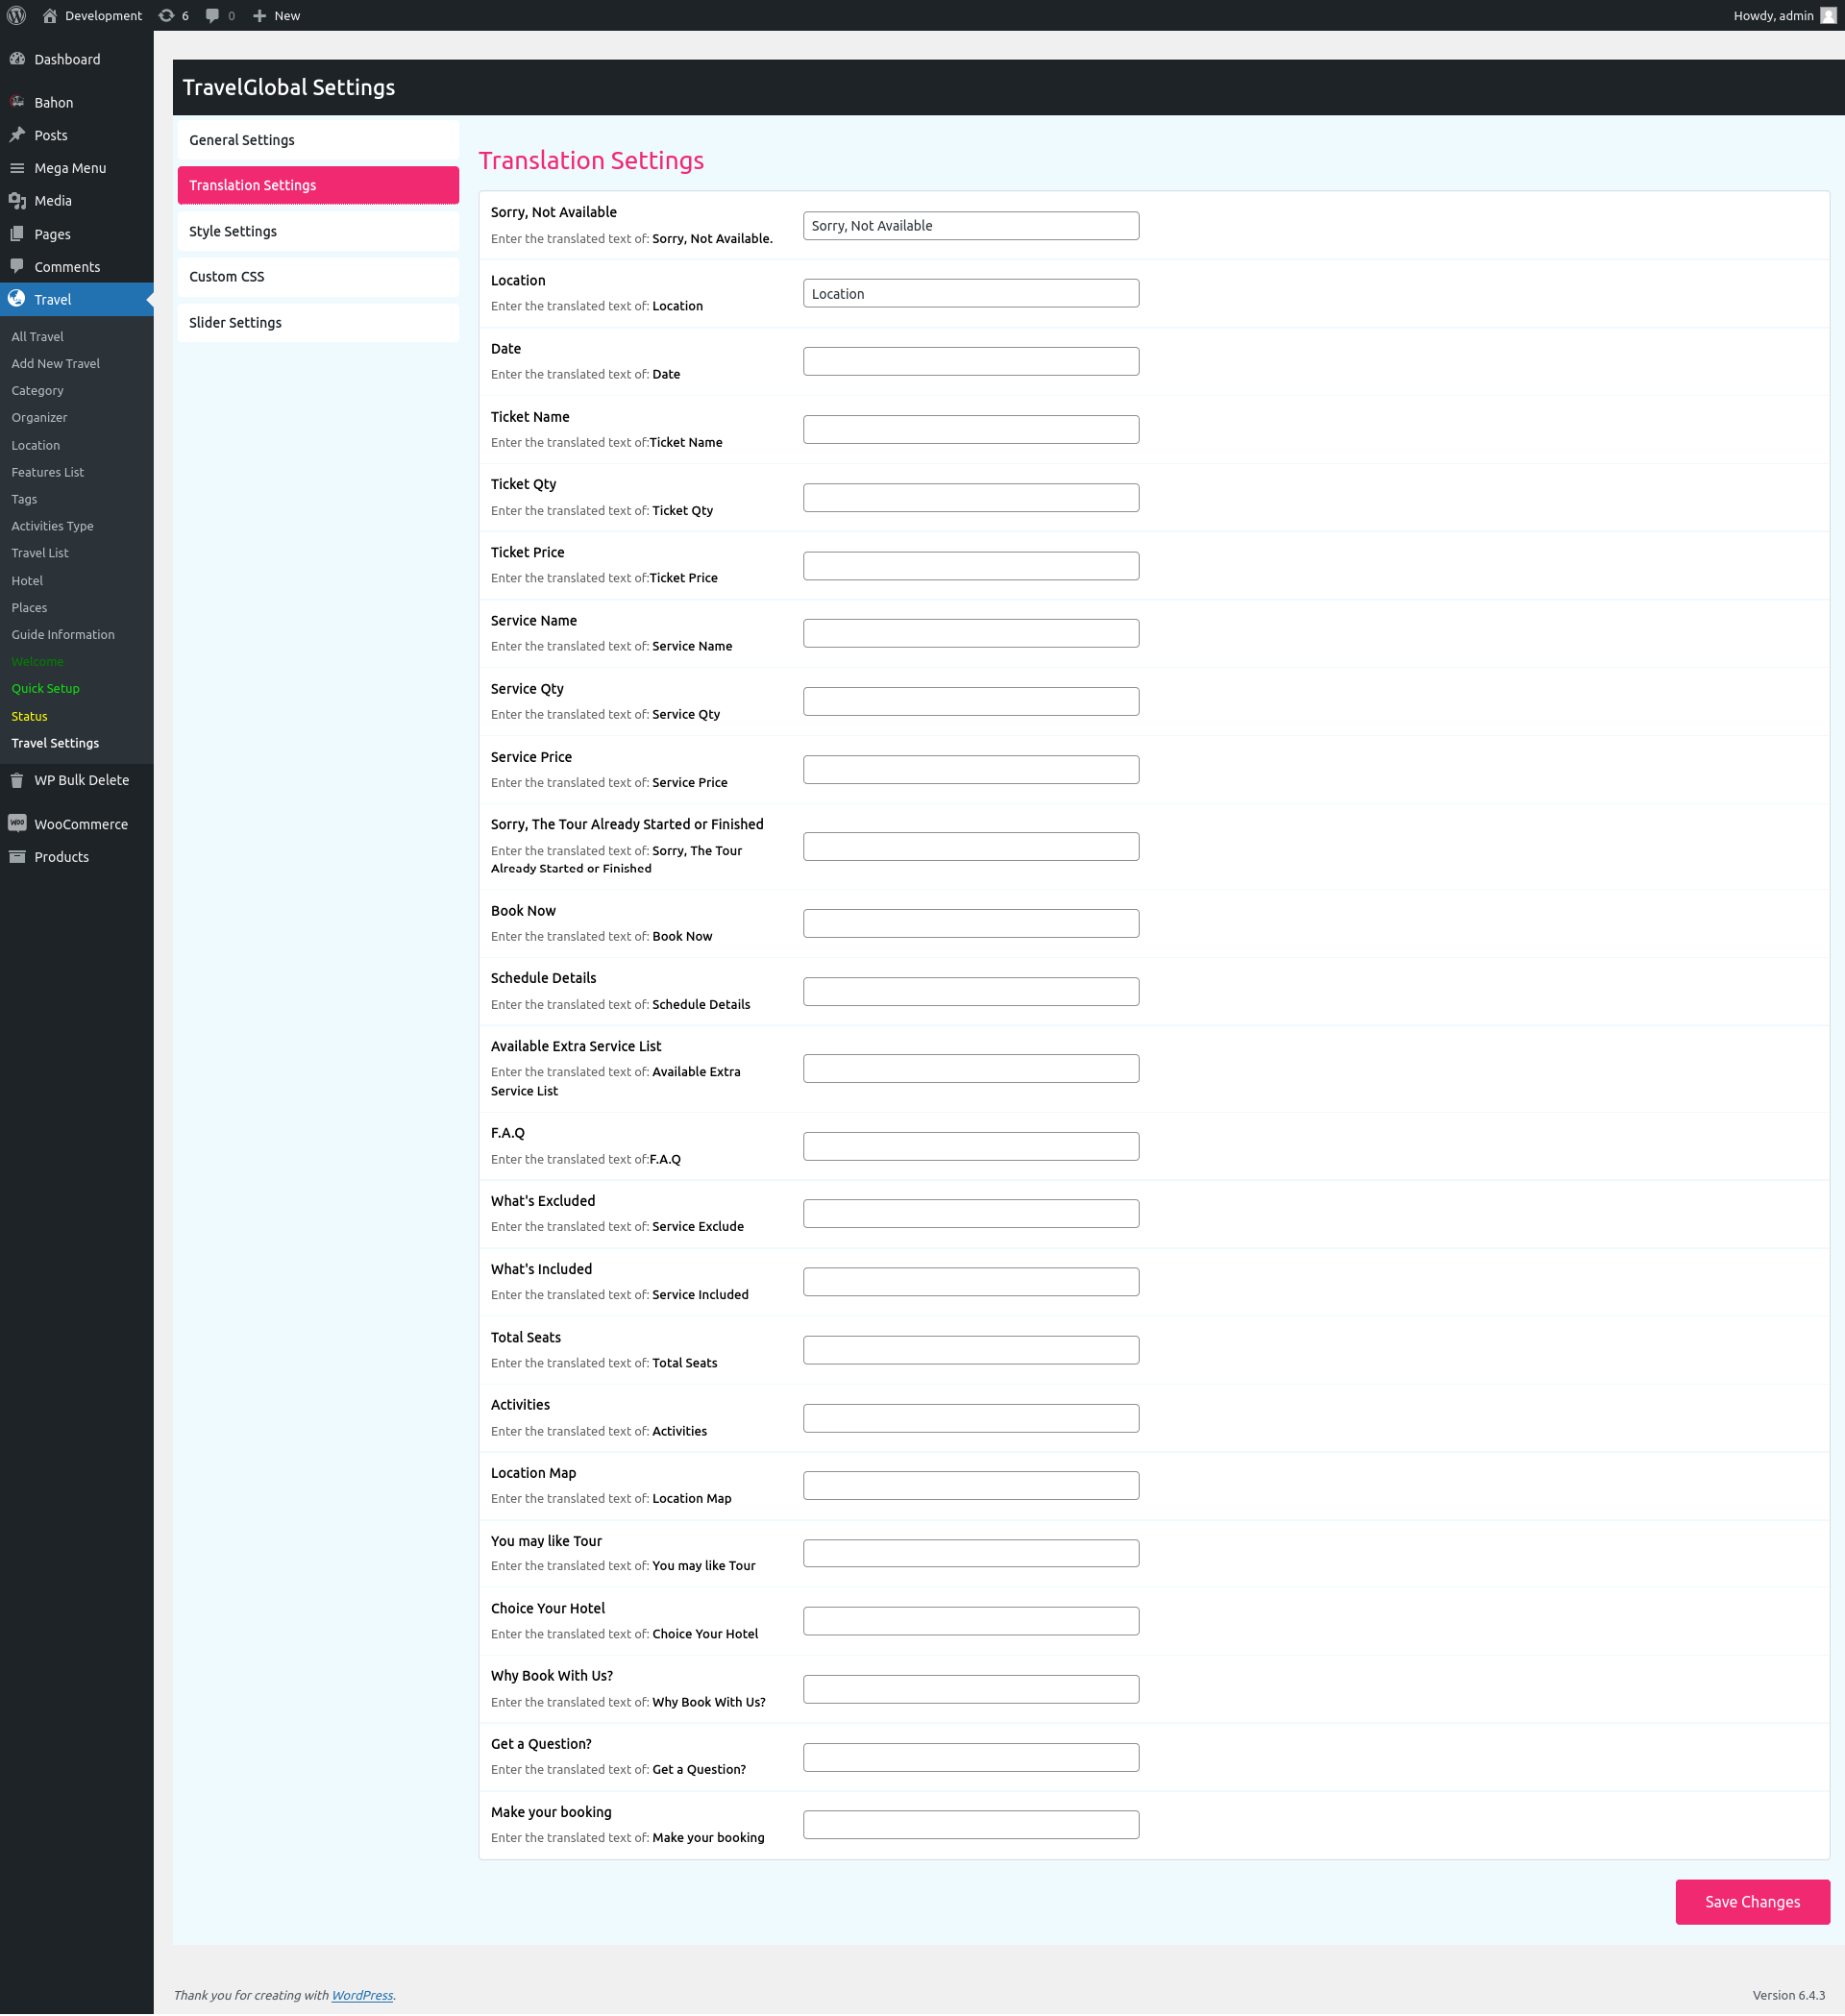 Development 6 0 New Howdy, admin
Dashboard
Bahon
Posts
Mega Menu
Media
Pages
Comments
Travel
All Travel
Add New Travel
Category
Organizer
Location
Features List
Tags
Activities Type
Travel List
Hotel
Places
Guide Information
Welcome
Quick Setup
Status
Travel Settings
WP Bulk Delete
WooCommerce
Products
TravelGlobal Settings
General Settings
Translation Settings
Style Settings
Custom CSS
Slider Settings
Translation Settings
Sorry, Not Available
Enter the translated text of: Sorry, Not Available.
Sorry, Not Available
Location
Enter the translated text of: Location
Location
Date
Enter the translated text of: Date
Ticket Name
Enter the translated text of:Ticket Name
Ticket Qty
Enter the translated text of: Ticket Qty
Ticket Price
Enter the translated text of:Ticket Price
Service Name
Enter the translated text of: Service Name
Service Qty
Enter the translated text of: Service Qty
Service Price
Enter the translated text of: Service Price
Sorry, The Tour Already Started or Finished
Enter the translated text of: Sorry, The Tour
Already Started or Finished
Book Now
Enter the translated text of: Book Now
Schedule Details
Enter the translated text of: Schedule Details
Available Extra Service List
Enter the translated text of: Available Extra
Service List
F.A.Q
Enter the translated text of:F.A.Q
What's Excluded
Enter the translated text of: Service Exclude
What's Included
Enter the translated text of: Service Included
Total Seats
Enter the translated text of: Total Seats
Activities
Enter the translated text of: Activities
Location Map
Enter the translated text of: Location Map
You may like Tour
Enter the translated text of: You may like Tour
Choice Your Hotel
Enter the translated text of: Choice Your Hotel
Why Book With Us?
Enter the translated text of: Why Book With Us?
Get a Question?
Enter the translated text of: Get a Question?
Make your booking
Enter the translated text of: Make your booking
Save Changes
Thank you for creating with WordPress.
Version 6.4.3